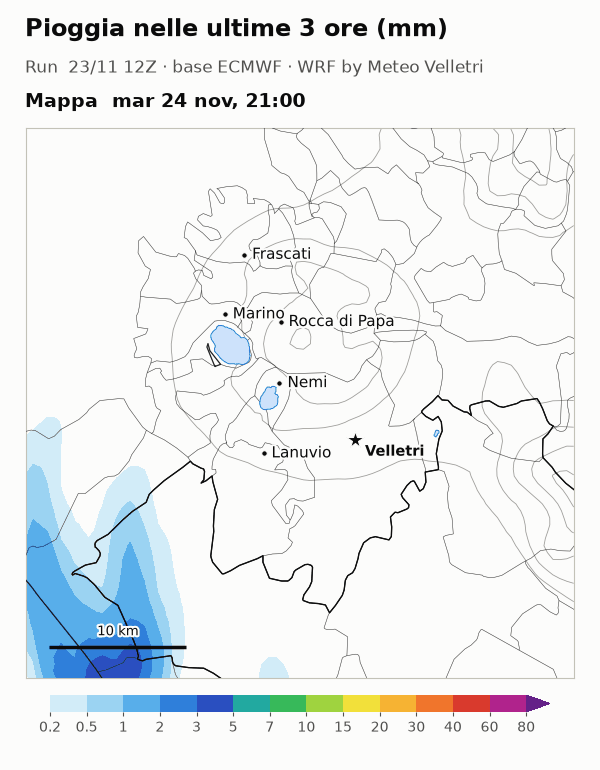 Pioggia nelle ultime 3 ore (mm)
Run  23/11 12Z · base ECMWF · WRF by Meteo Velletri
Mappa  mar 24 nov, 21:00
Frascati
Marino
Rocca di Papa
Nemi
Velletri
Lanuvio
10 km
0.2 0.5 1 2 3 5 7 10 15 20 30 40 60 80